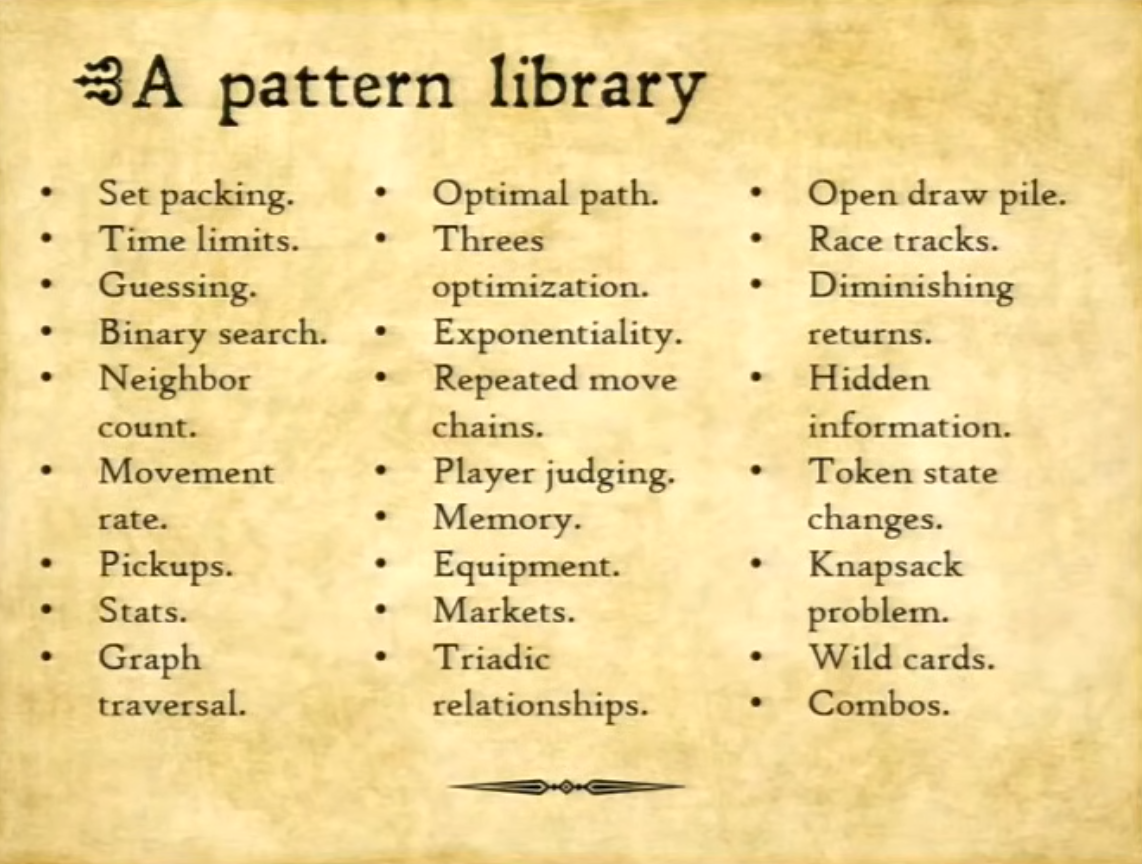 A pattern library
• Set packing.
• Time limits.
• Guessing.
• Binary search.
• Neighbor
count.
• Movement
rate.
• Pickups.
• Stats.
• Graph
traversal.
• Optimal path.
• Threes
optimization.
• Exponentiality.
• Repeated move
chains.
• Player judging.
• Memory.
• Equipment.
• Markets.
• Triadic
relationships.
• Open draw pile.
• Race tracks.
• Diminishing
returns.
• Hidden
information.
• Token state
changes.
• Knapsack
problem.
• Wild cards.
• Combos.